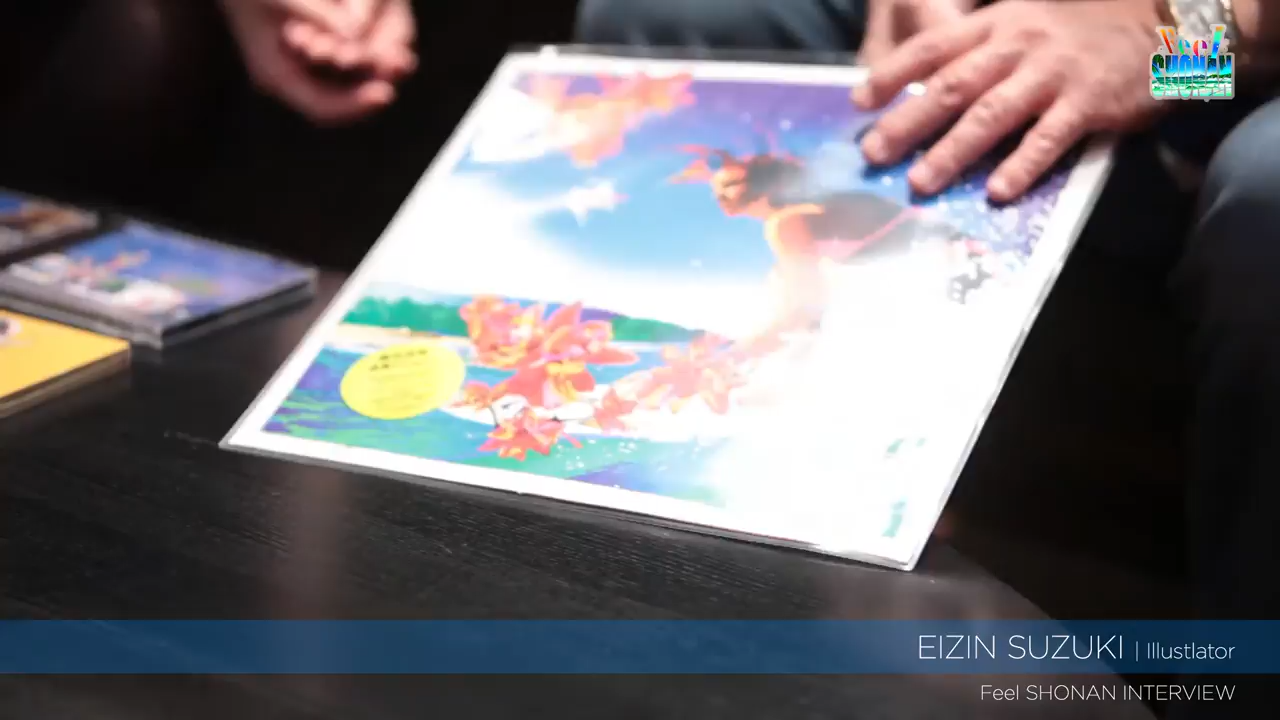 Feel
SHONAN
EIZIN SUZUKI | Illustlator
Feel SHONAN INTERVIEW